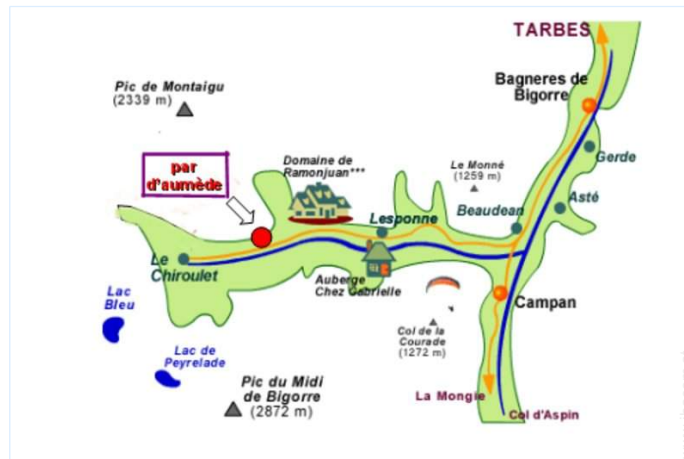 TARBES
Pic de Montaigu
(2339 m)
Bagneres de
Bigorre
par
d'aumède
Domaine de
Ramonjuan***
Le Monné
(1259 m)
Gerde
Asté
Lesponne
Beaudean
Le
Chiroulet
Auberge
Chez Gabrielle
Campan
Lac
Bleu
Col de la
Courade
(1272 m)
Lac de
Peyrelade
Pic du Midi
de Bigorre
(2872 m)
La Mongie
Col d'Aspin